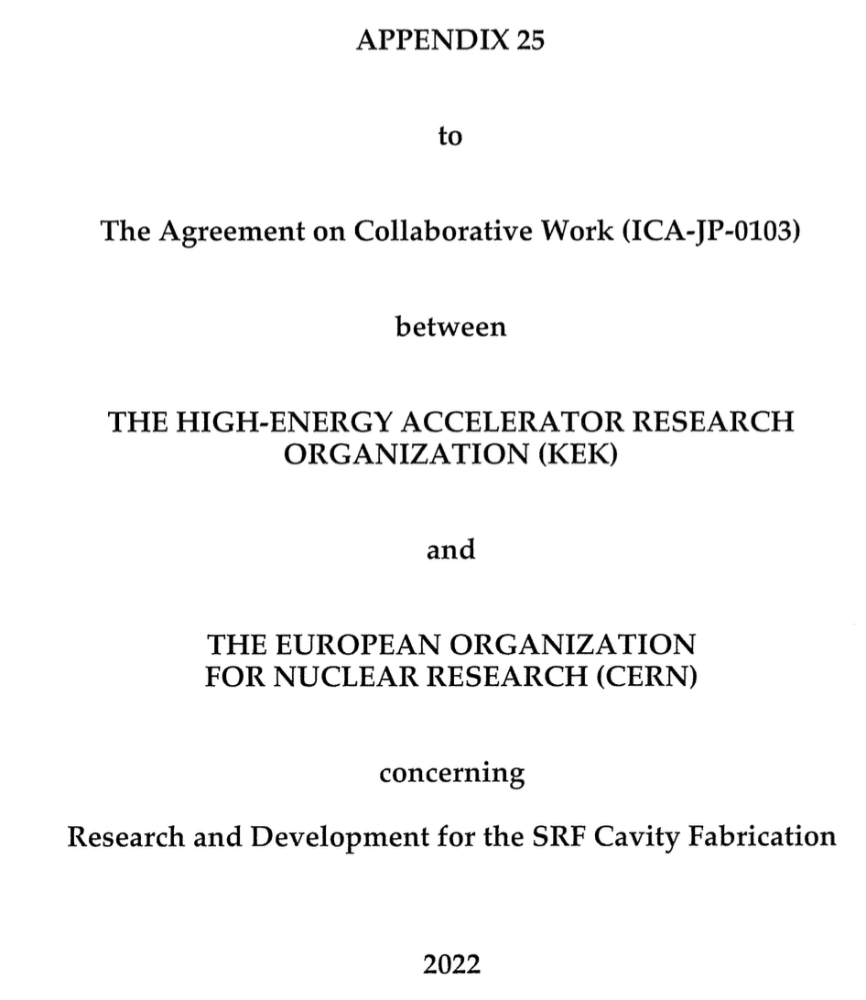 APPENDIX 25
to
The Agreement on Collaborative Work (ICA-JP-0103)
between
THE HIGH-ENERGY ACCELERATOR RESEARCH
ORGANIZATION (KEK)
and
THE EUROPEAN ORGANIZATION
FOR NUCLEAR RESEARCH (CERN)
concerning
Research and Development for the SRF Cavity Fabrication
2022